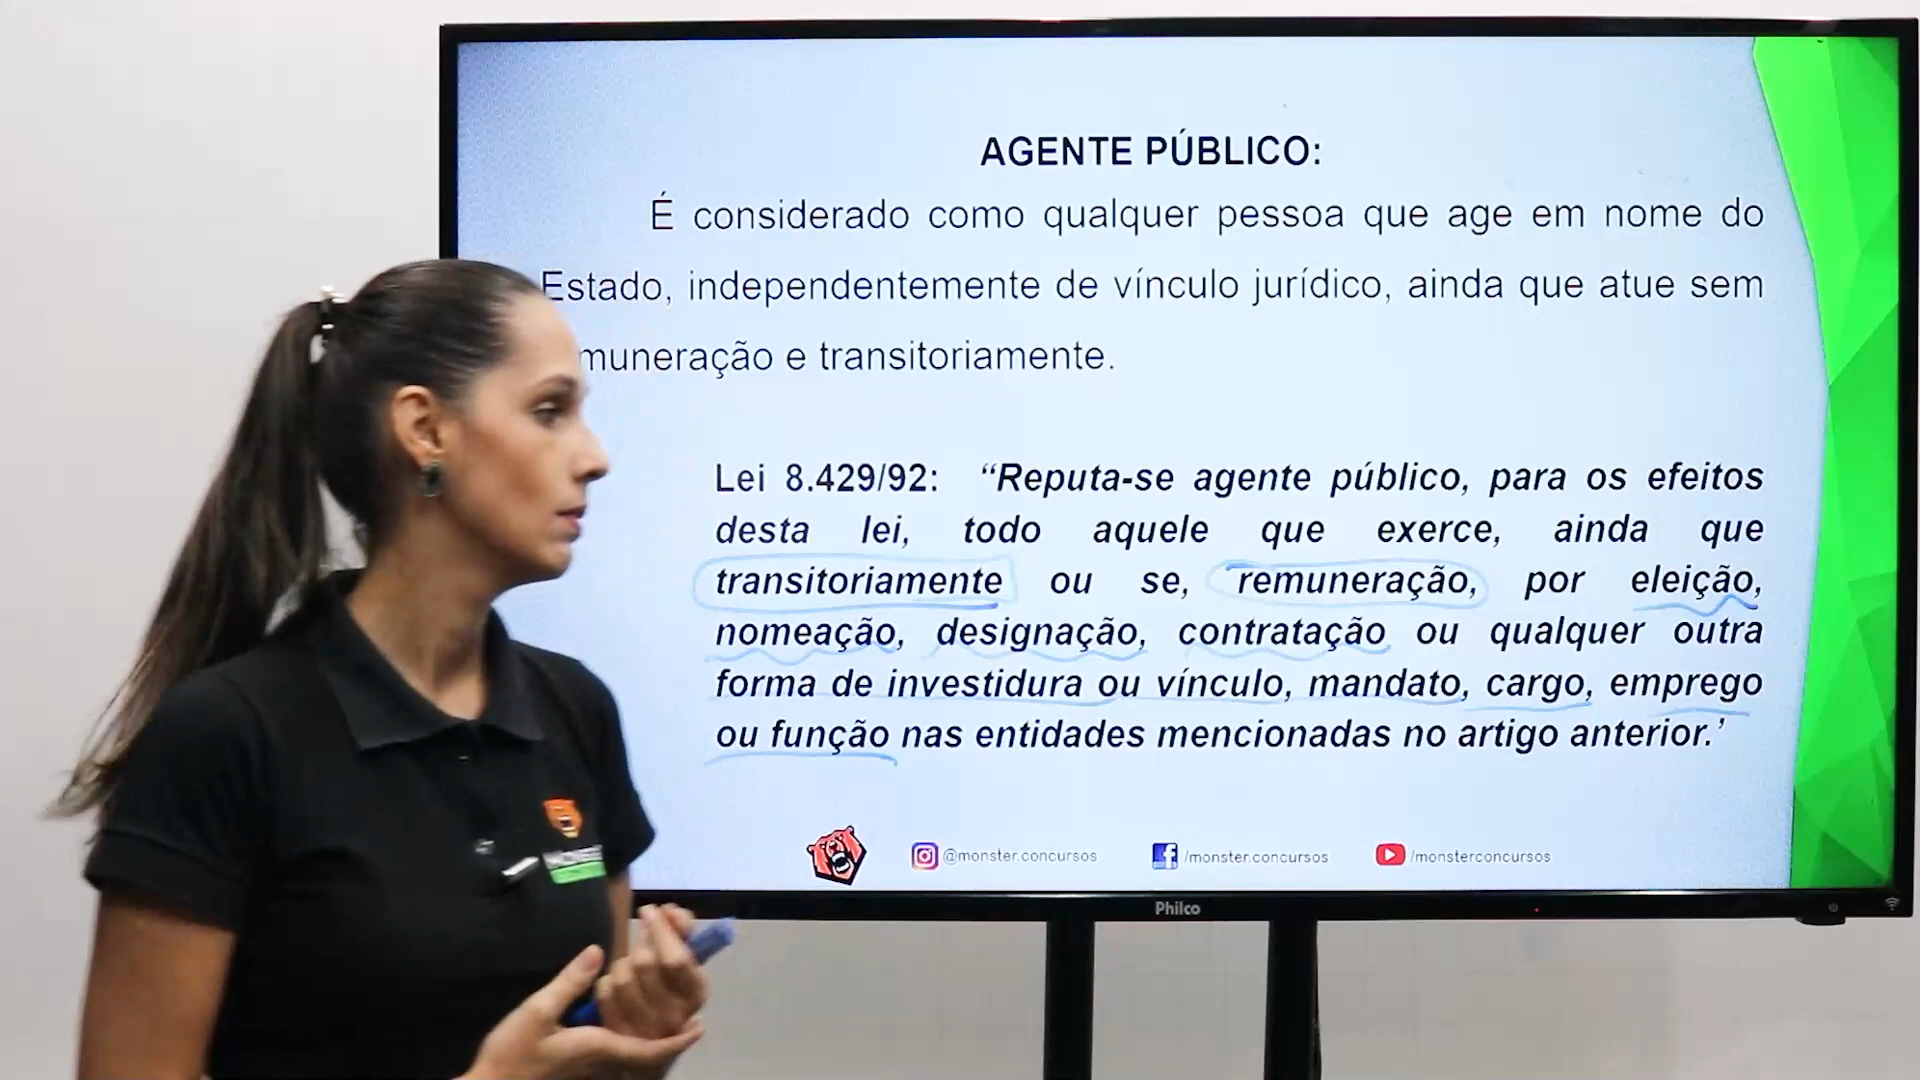 AGENTE PÚBLICO:
É considerado como qualquer pessoa que age em nome do
Estado, independentemente de vínculo jurídico, ainda que atue sem
muneração e transitoriamente.
Lei 8.429/92: “Reputa-se agente público, para os efeitos
desta lei, todo aquele que exerce, ainda que
transitoriamente ou se, remuneração, por eleição,
nomeação, designação, contratação ou qualquer outra
forma de investidura ou vínculo, mandato, cargo, emprego
ou função nas entidades mencionadas no artigo anterior.’
@monster.concursos /monster.concursos /monsterconcursos
Philco